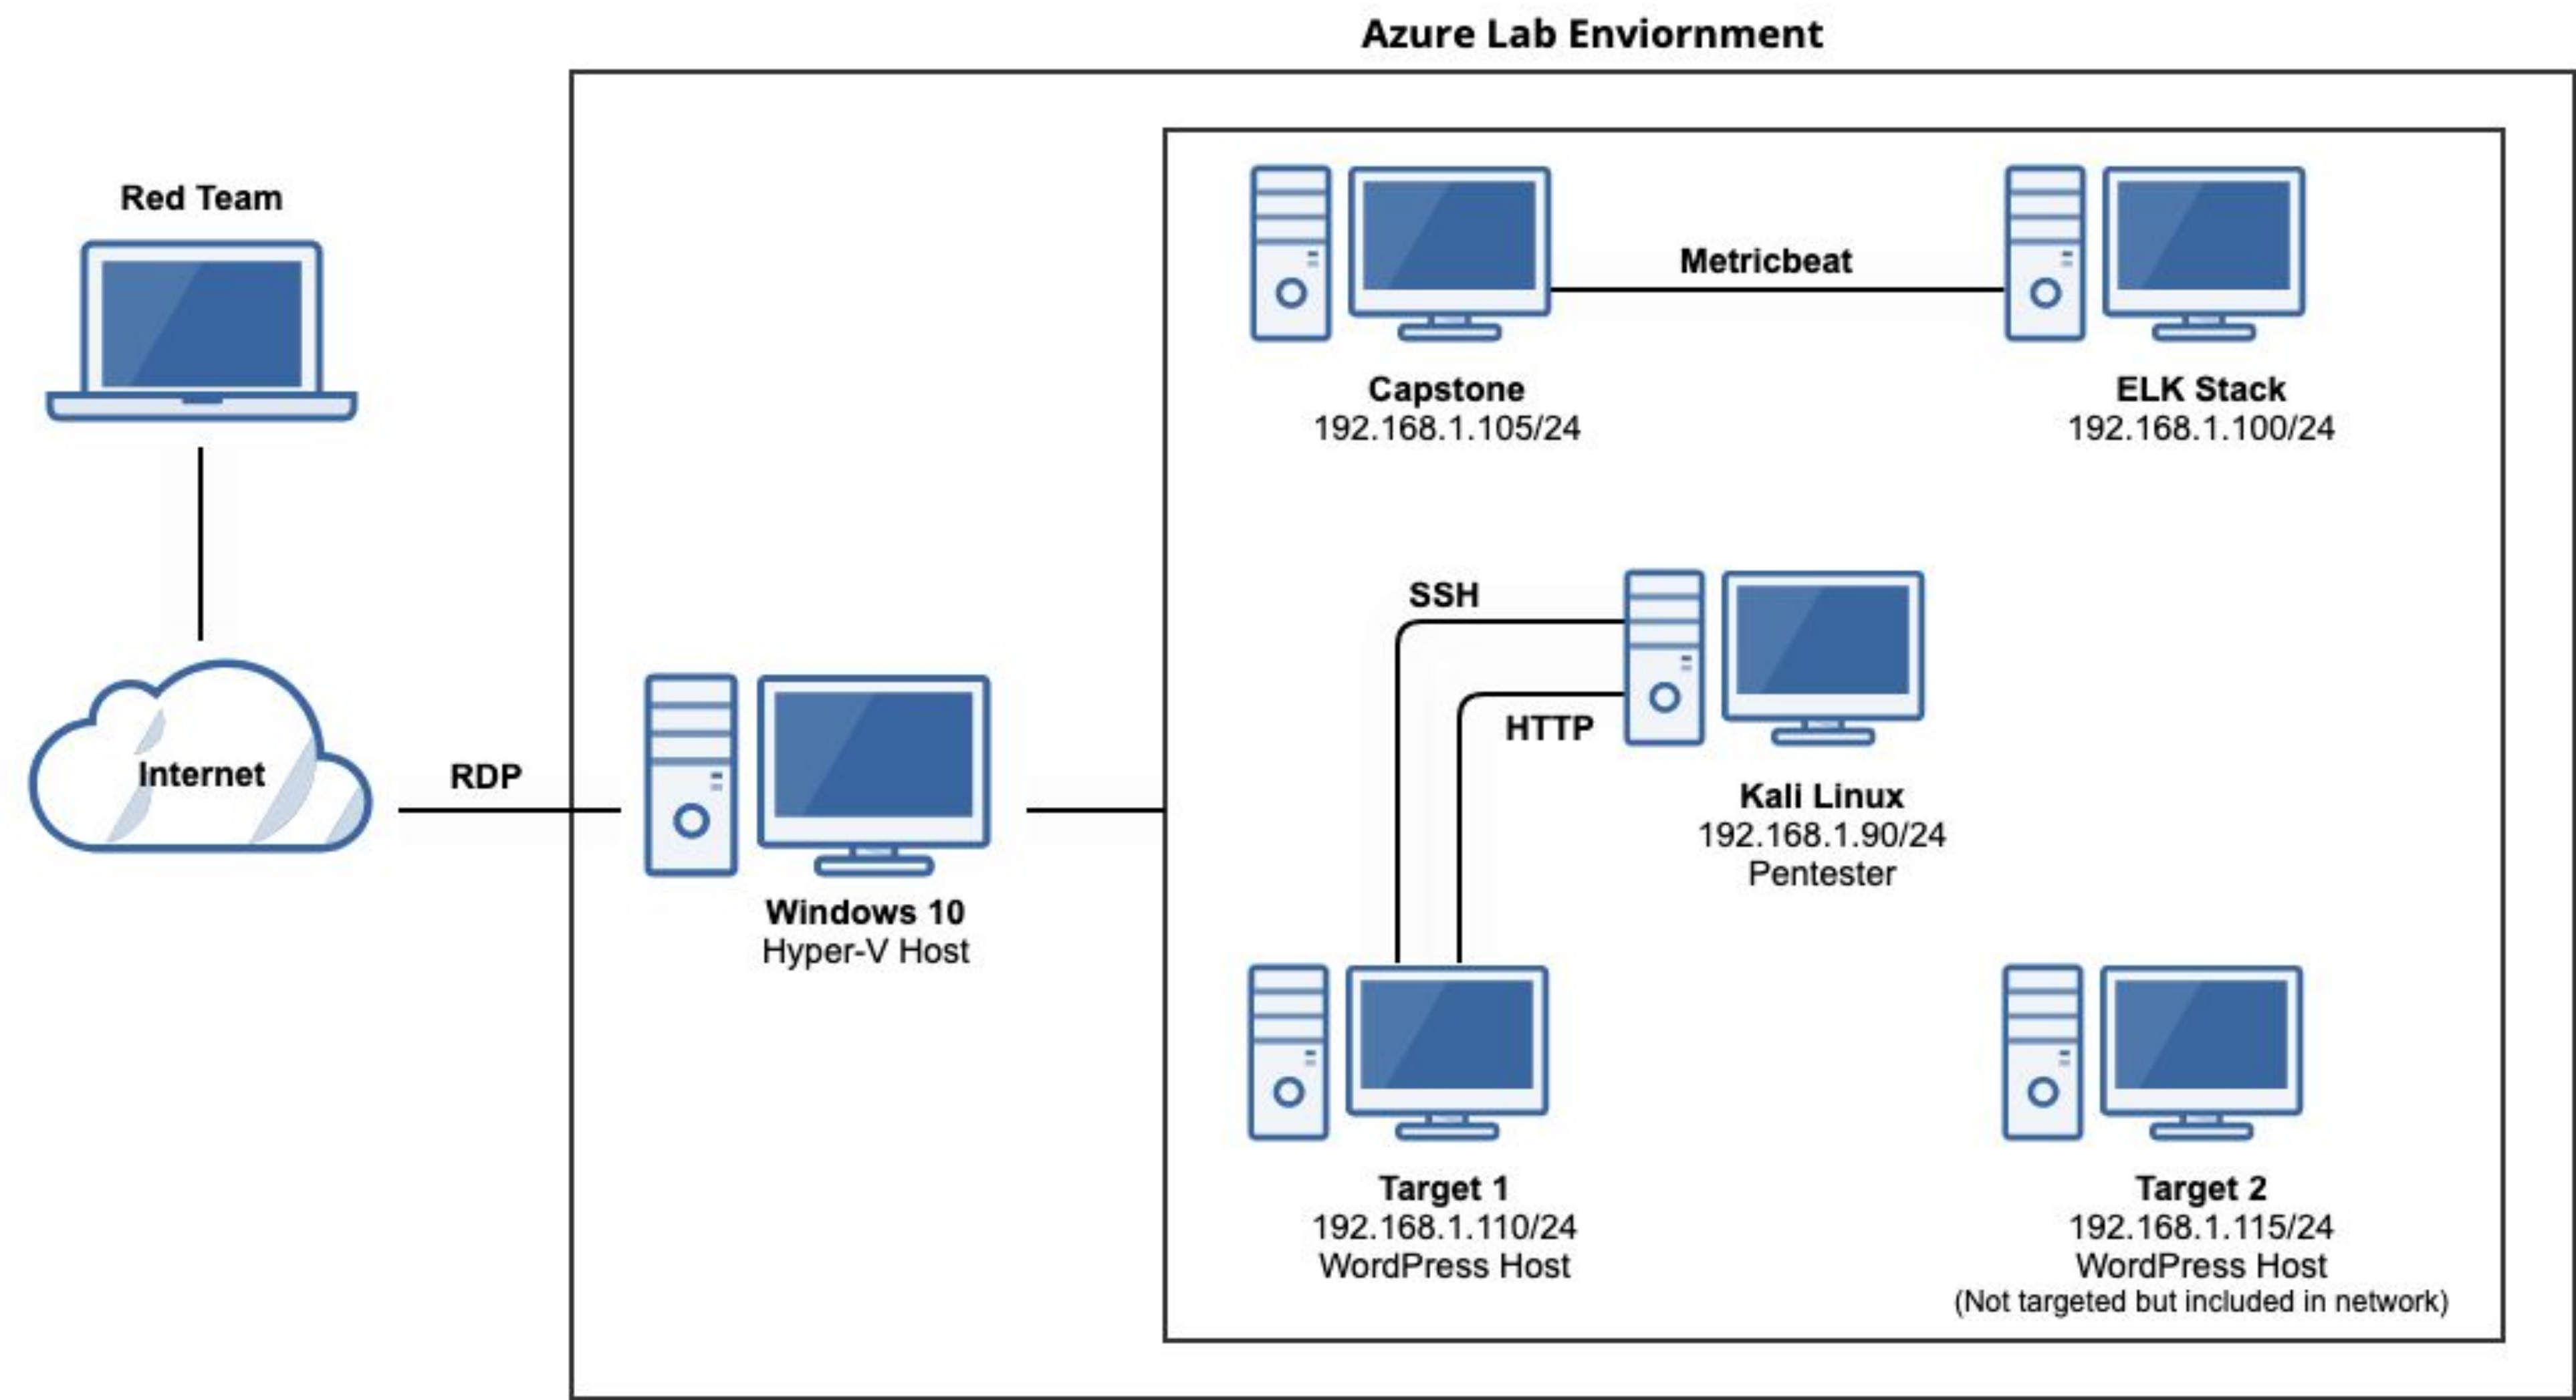 Azure Lab Enviornment
Red Team
Metricbeat
Capstone
192.168.1.105/24
ELK Stack
192.168.1.100/24
SSH
HTTP
Kali Linux
192.168.1.90/24
Pentester
Internet
RDP
Windows 10
Hyper-V Host
Target 1
192.168.1.110/24
WordPress Host
Target 2
192.168.1.115/24
WordPress Host
(Not targeted but included in network)